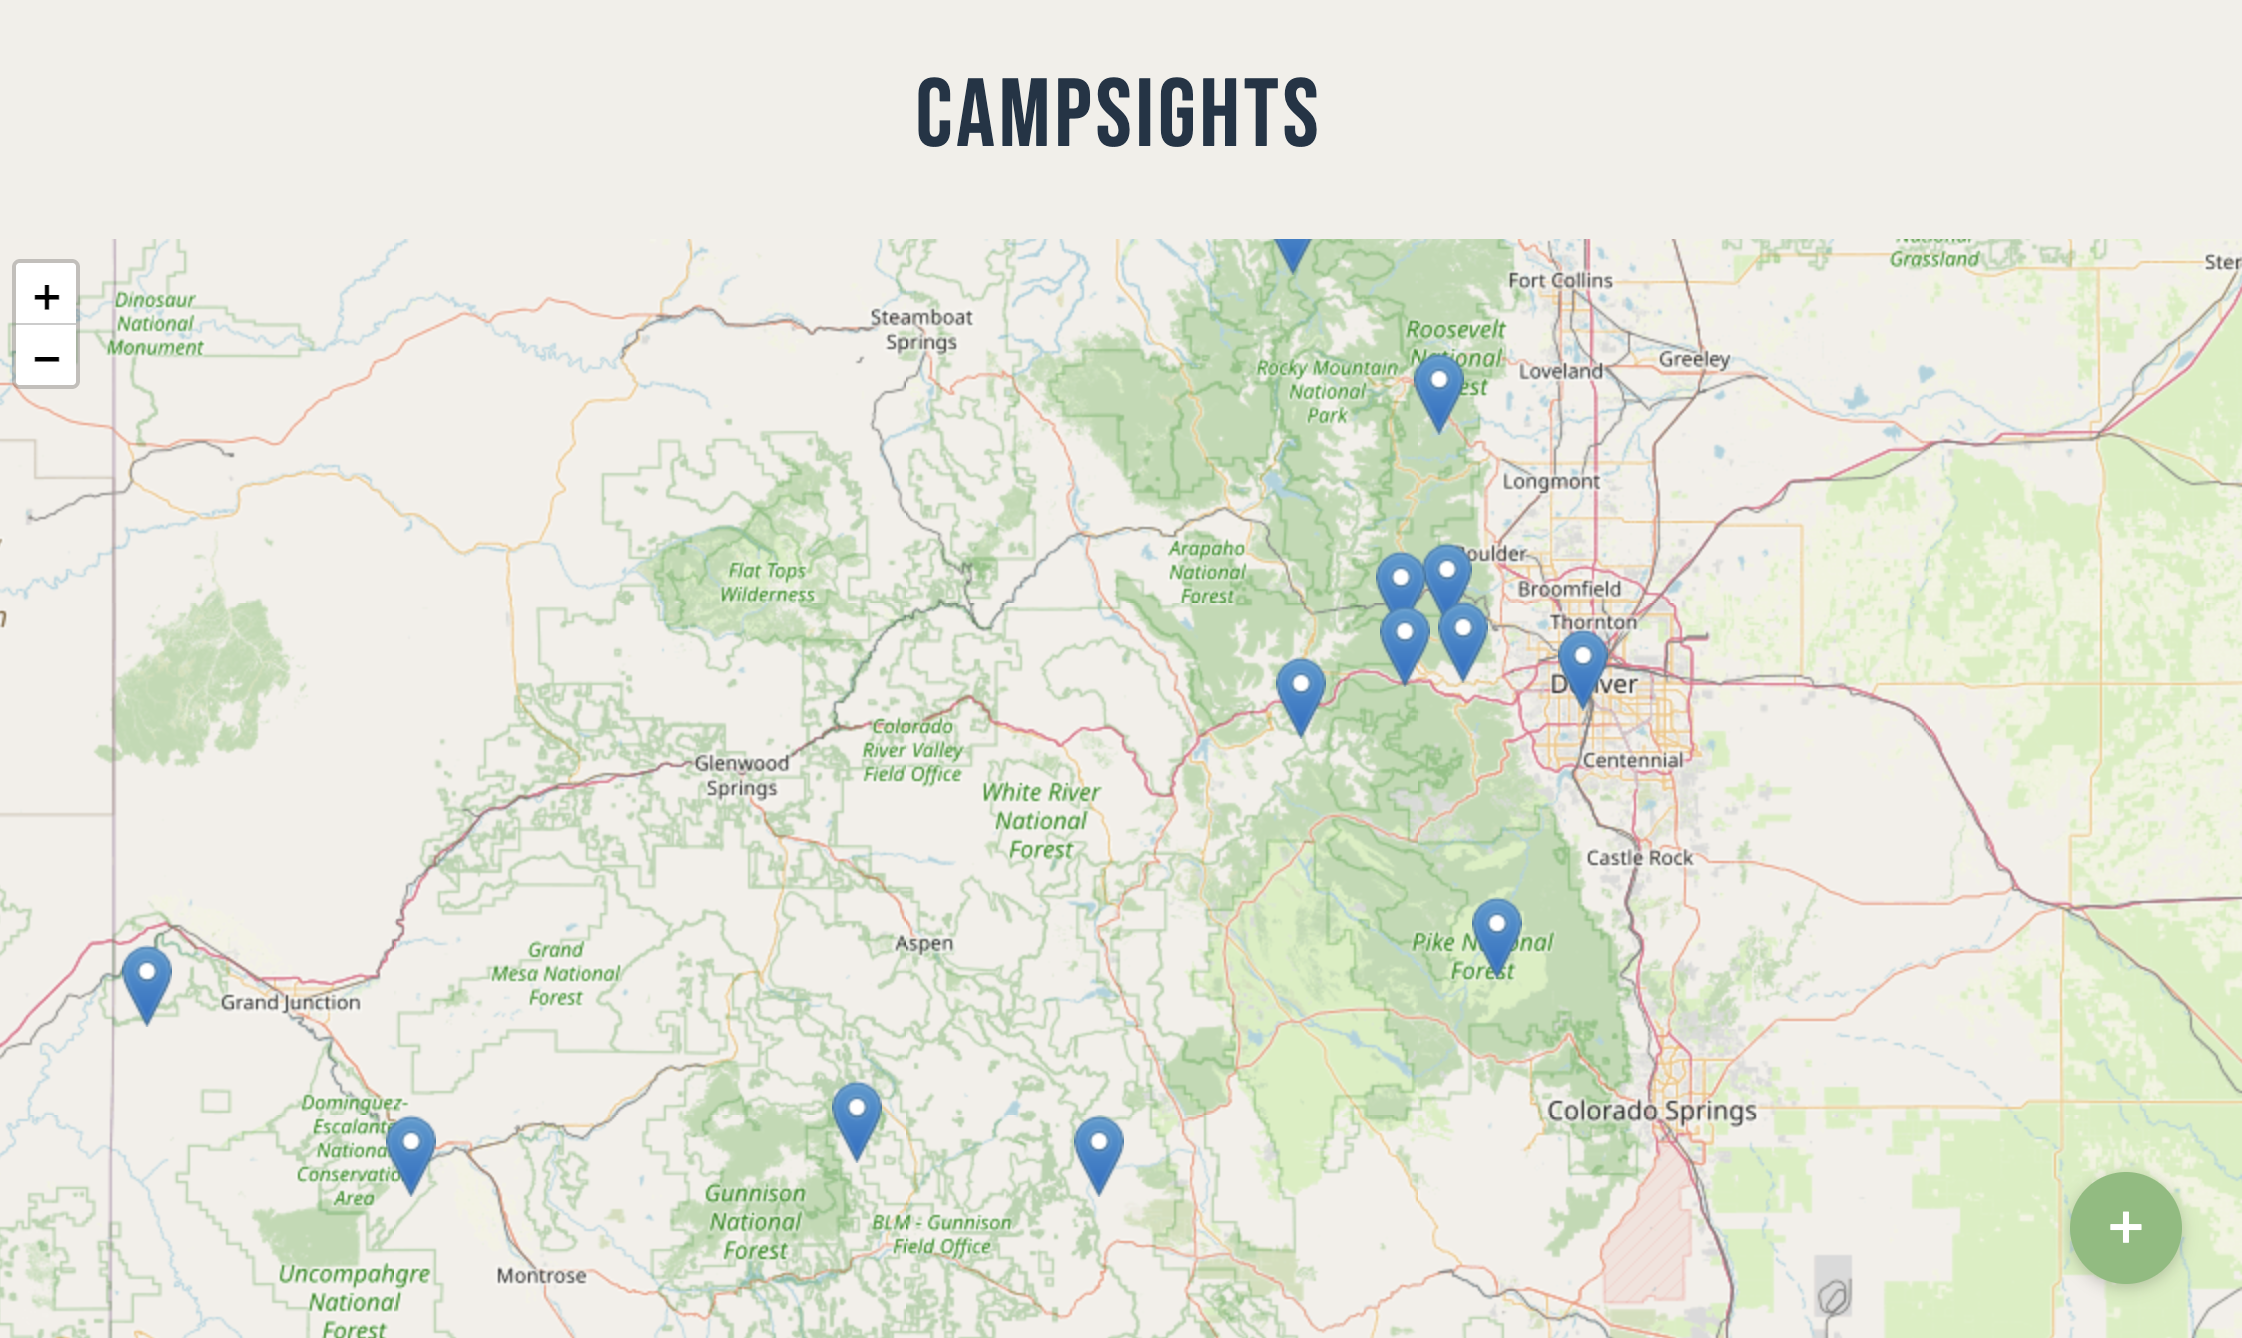 CAMPSIGHTS
+
−
Dinosaur
National
Monument
Steamboat
Springs
Fort Collins
National
Grassland
Ster
Roosevelt
National
Rocky Mountain
National
Park
Loveland
Greeley
Longmont
Arapaho
National
Forest
Flat Tops
Wilderness
oulder
Broomfield
Thornton
Denver
Centennial
Colorado
River Valley
Field Office
Glenwood
Springs
White River
National
Forest
Castle Rock
Aspen
Grand
Mesa National
Forest
Pike National
Forest
Grand Junction
Dominguez-
Escalante
National
Conservation
Area
Colorado Springs
Gunnison
National
Forest
BLM - Gunnison
Field Office
Montrose
Uncompahgre
National
Forest
+